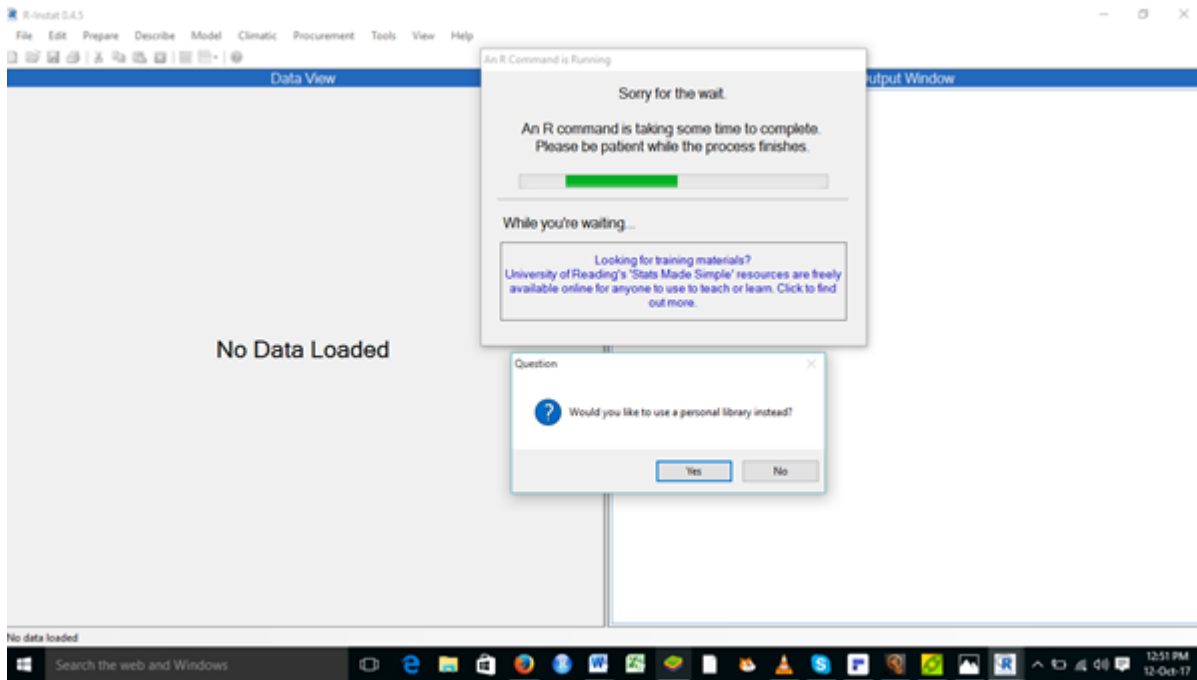 R-Instat 0.4.5
File Edit Prepare Describe Model Climatic Procurement Tools View Help
Data View
utput Window
An R Command is Running
Sorry for the wait.
An R command is taking some time to complete.
Please be patient while the process finishes.
While you're waiting...
Looking for training materials?
University of Reading's 'Stats Made Simple' resources are freely
available online for anyone to use to teach or learn. Click to find
out more.
No Data Loaded
Question
Would you like to use a personal library instead?
Yes No
No data loaded
Search the web and Windows
12:51 PM
12-Oct-17